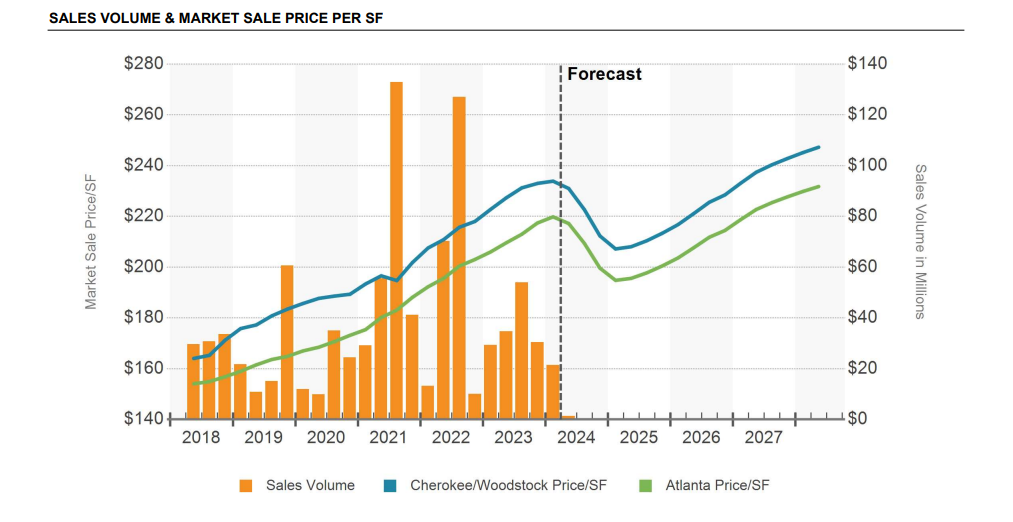 SALES VOLUME & MARKET SALE PRICE PER SF
$280
$260
$240
$220
$200
$180
$160
$140
Market Sale Price/SF
Forecast
$140
$120
$100
$80
$60
$40
$20
$0
Sales Volume in Millions
2018 2019 2020 2021 2022 2023 2024 2025 2026 2027
Sales Volume Cherokee/Woodstock Price/SF Atlanta Price/SF